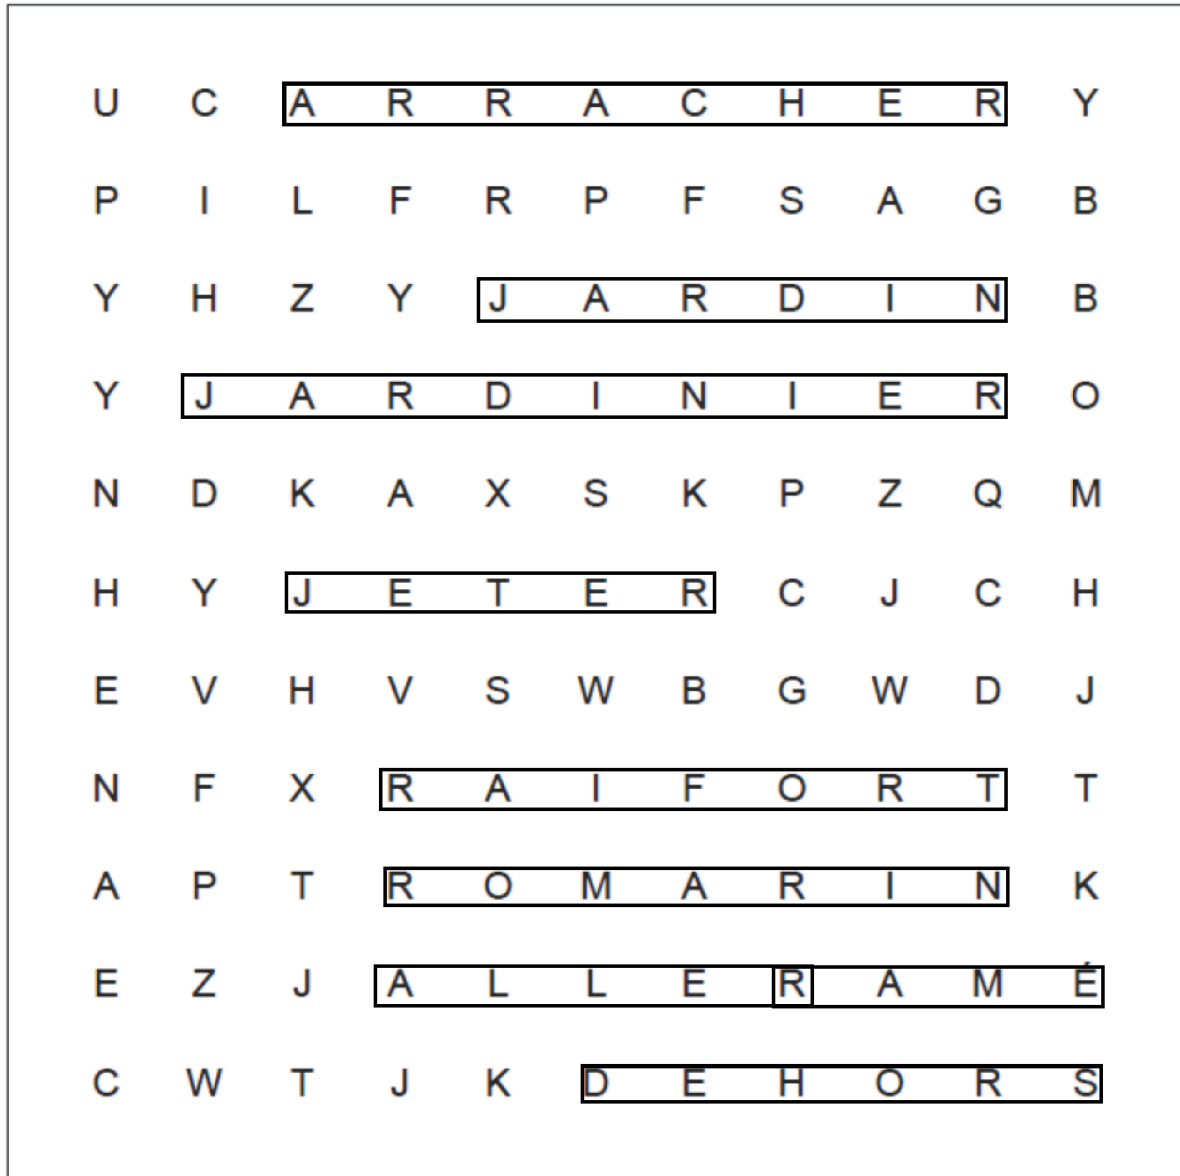 U C A R R A C H E R Y
P I L F R P F S A G B
Y H Z Y J A R D I N B
Y J A R D I N I E R O
N D K A X S K P Z Q M
H Y J E T E R C J C H
E V H V S W B G W D J
N F X R A I F O R T T
A P T R O M A R I N K
E Z J A L L E R A M É
C W T J K D E H O R S